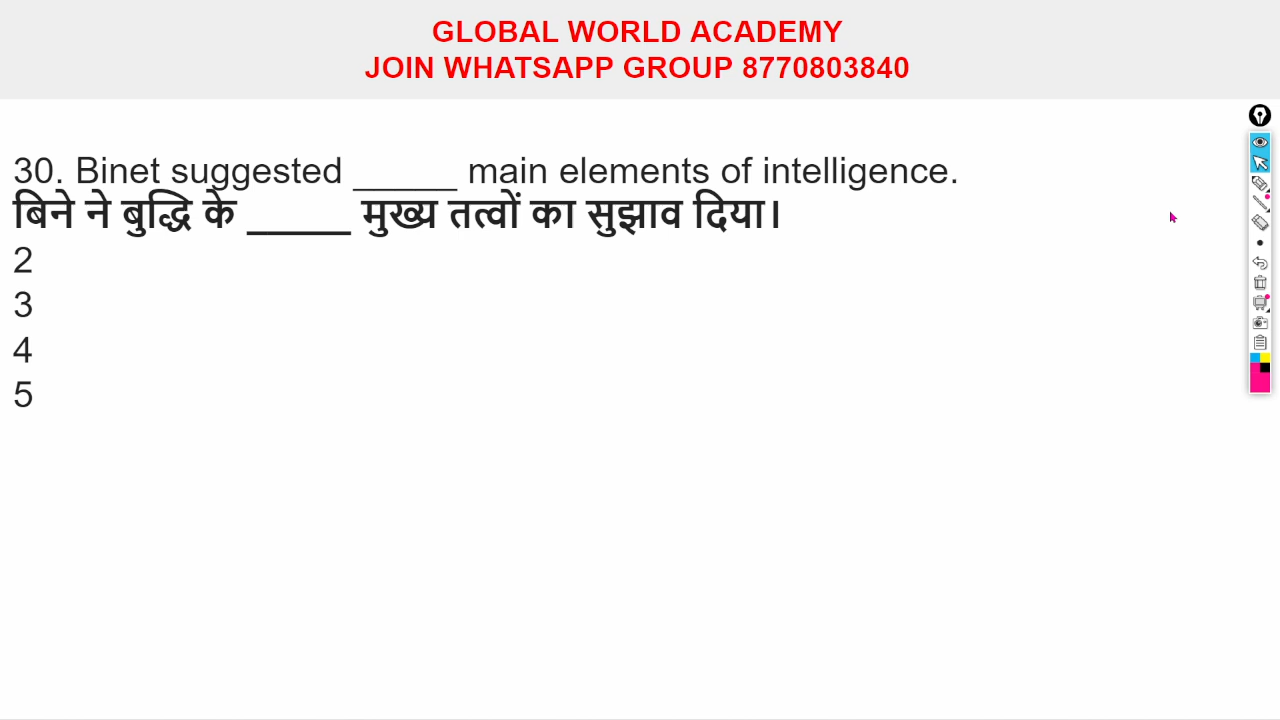 GLOBAL WORLD ACADEMY
JOIN WHATSAPP GROUP 8770803840
30. Binet suggested _____ main elements of intelligence.
बिने ने बुद्धि के _____ मुख्य तत्वों का सुझाव दिया।
2
3
4
5